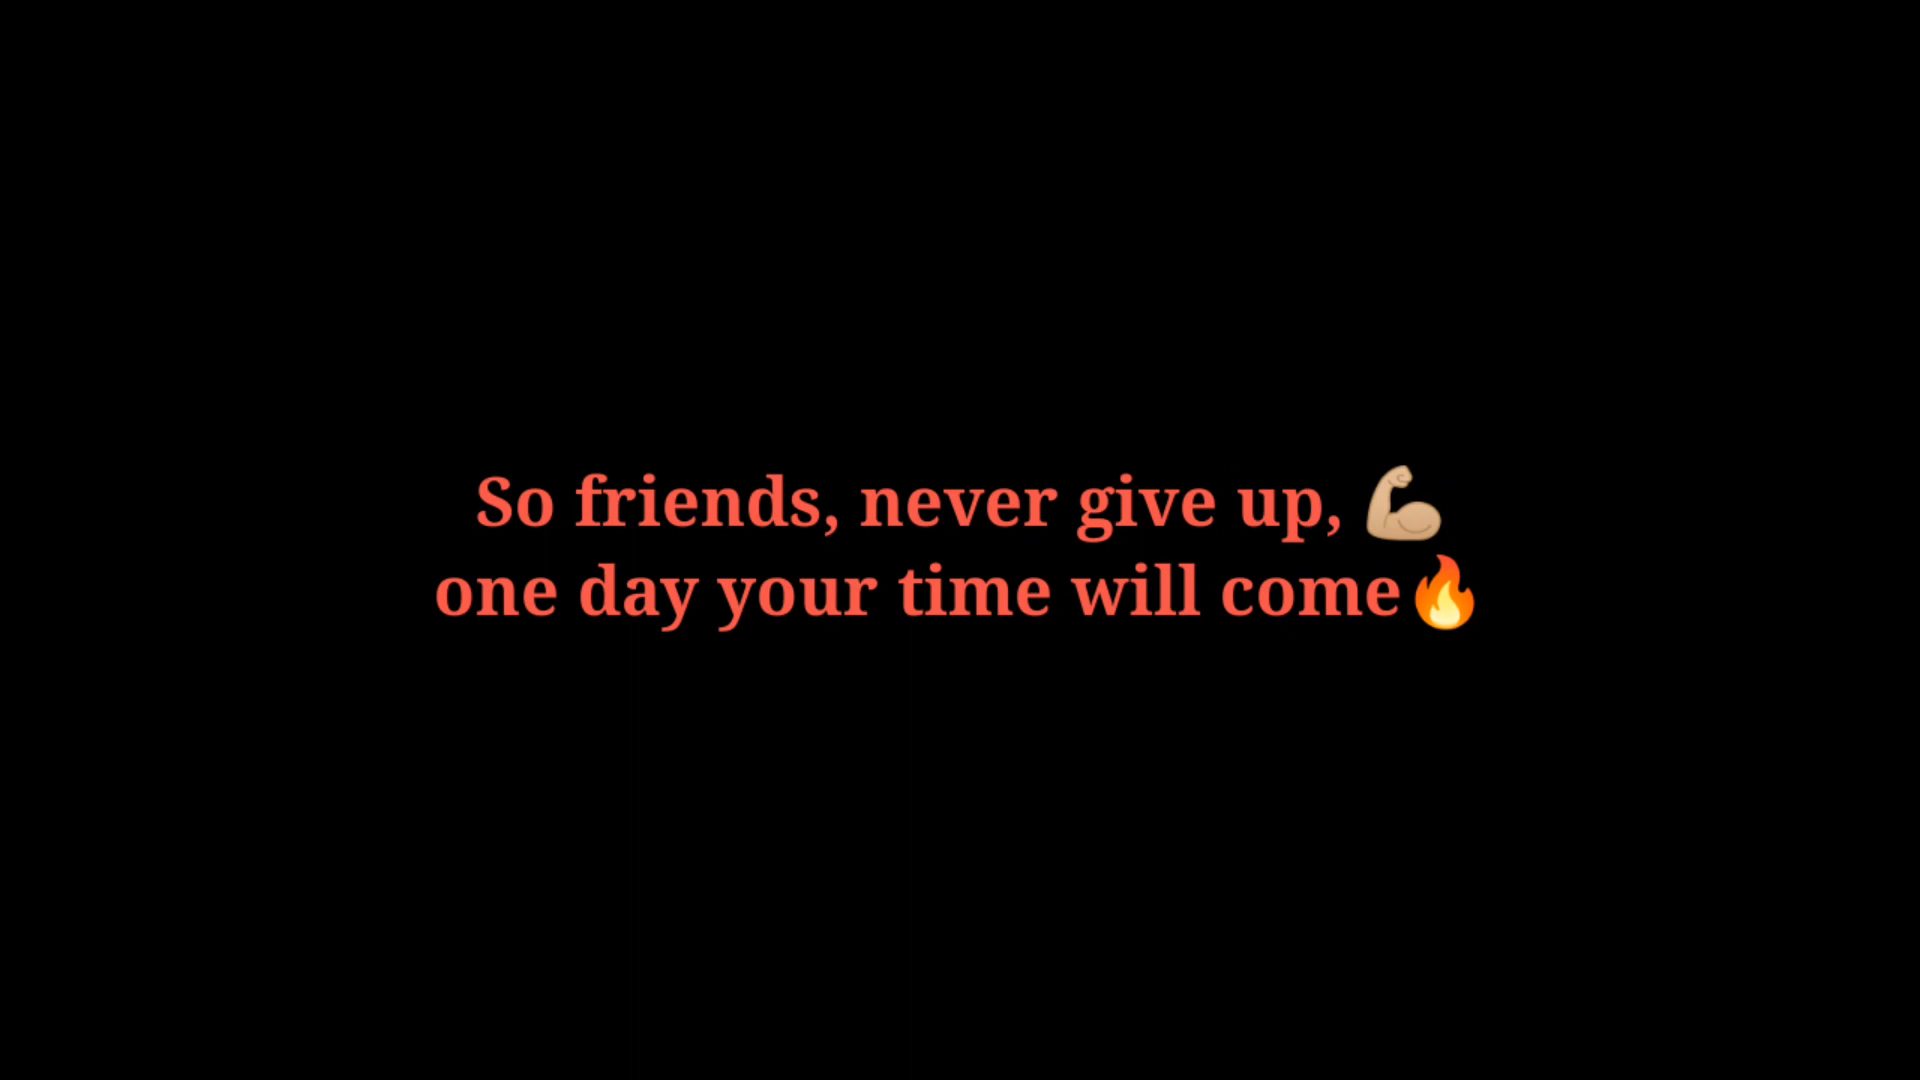 So friends, never give up, 💪🏼
one day your time will come🔥